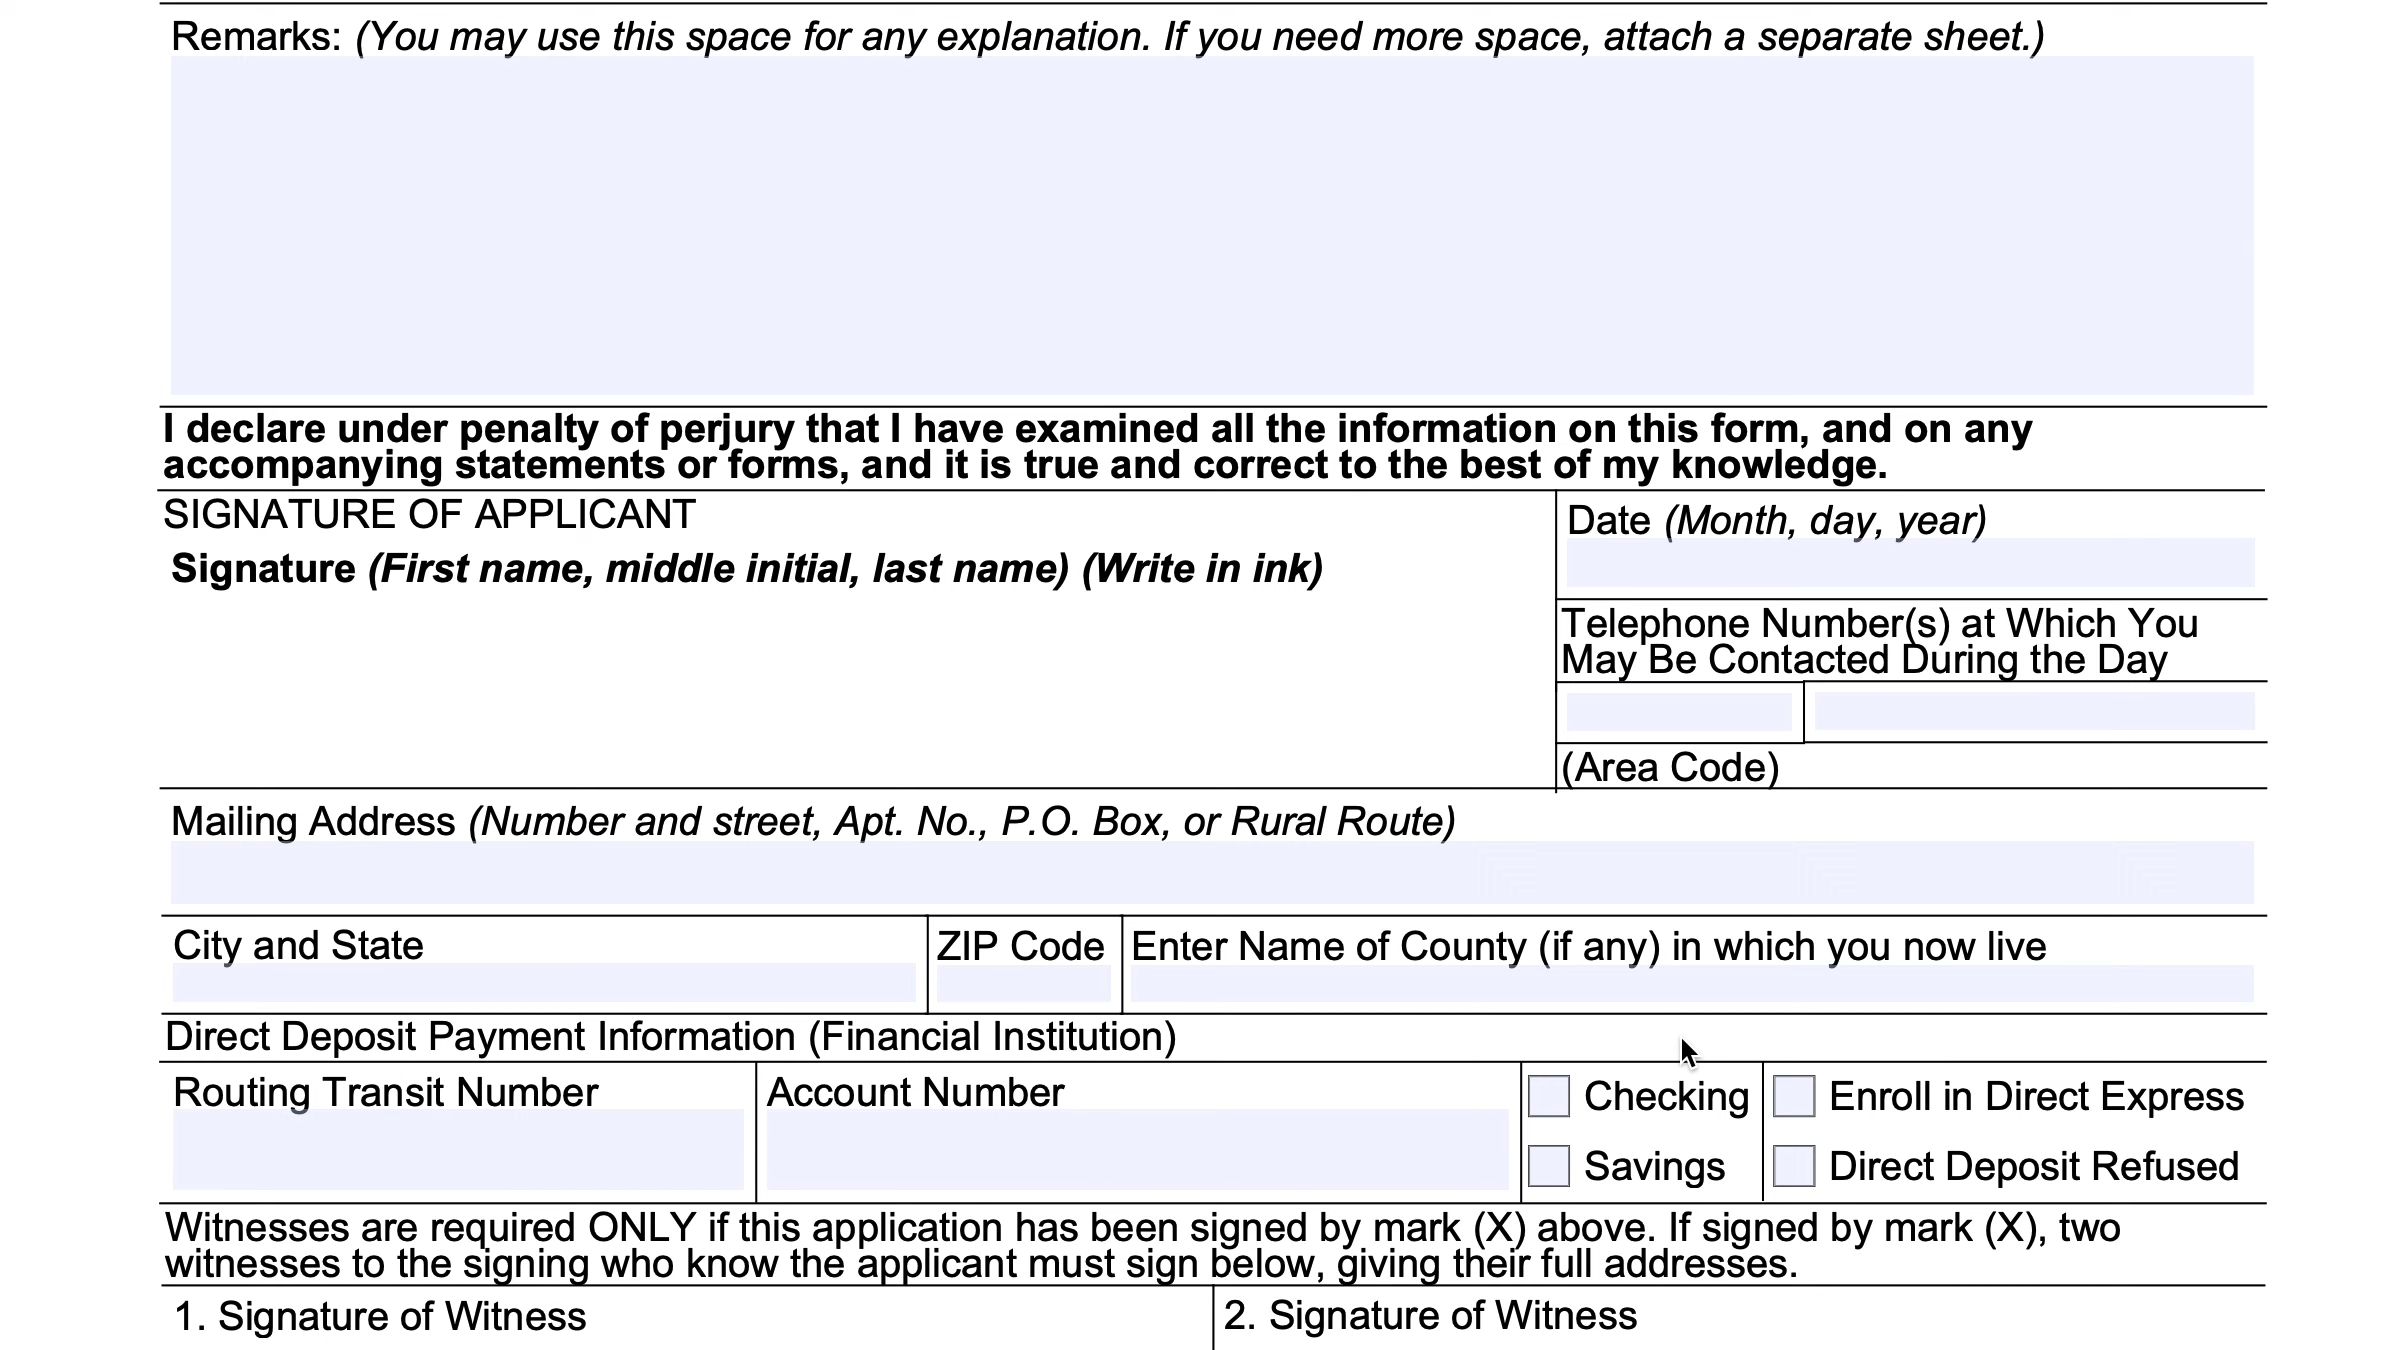 Remarks: (You may use this space for any explanation. If you need more space, attach a separate sheet.)
I declare under penalty of perjury that I have examined all the information on this form, and on any
accompanying statements or forms, and it is true and correct to the best of my knowledge.
SIGNATURE OF APPLICANT
Signature (First name, middle initial, last name) (Write in ink)
Date (Month, day, year)
Telephone Number(s) at Which You
May Be Contacted During the Day
(Area Code)
Mailing Address (Number and street, Apt. No., P.O. Box, or Rural Route)
City and State
ZIP Code
Enter Name of County (if any) in which you now live
Direct Deposit Payment Information (Financial Institution)
Routing Transit Number
Account Number
Checking
Savings
Enroll in Direct Express
Direct Deposit Refused
Witnesses are required ONLY if this application has been signed by mark (X) above. If signed by mark (X), two
witnesses to the signing who know the applicant must sign below, giving their full addresses.
1. Signature of Witness
2. Signature of Witness